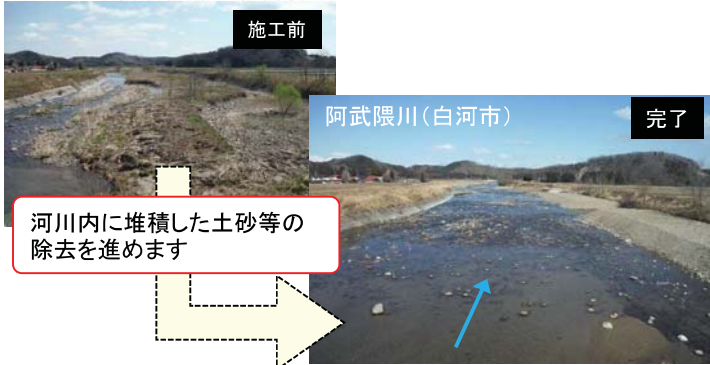 施工前
阿武隈川（白河市）
完了
河川内に堆積した土砂等の
除去を進めます